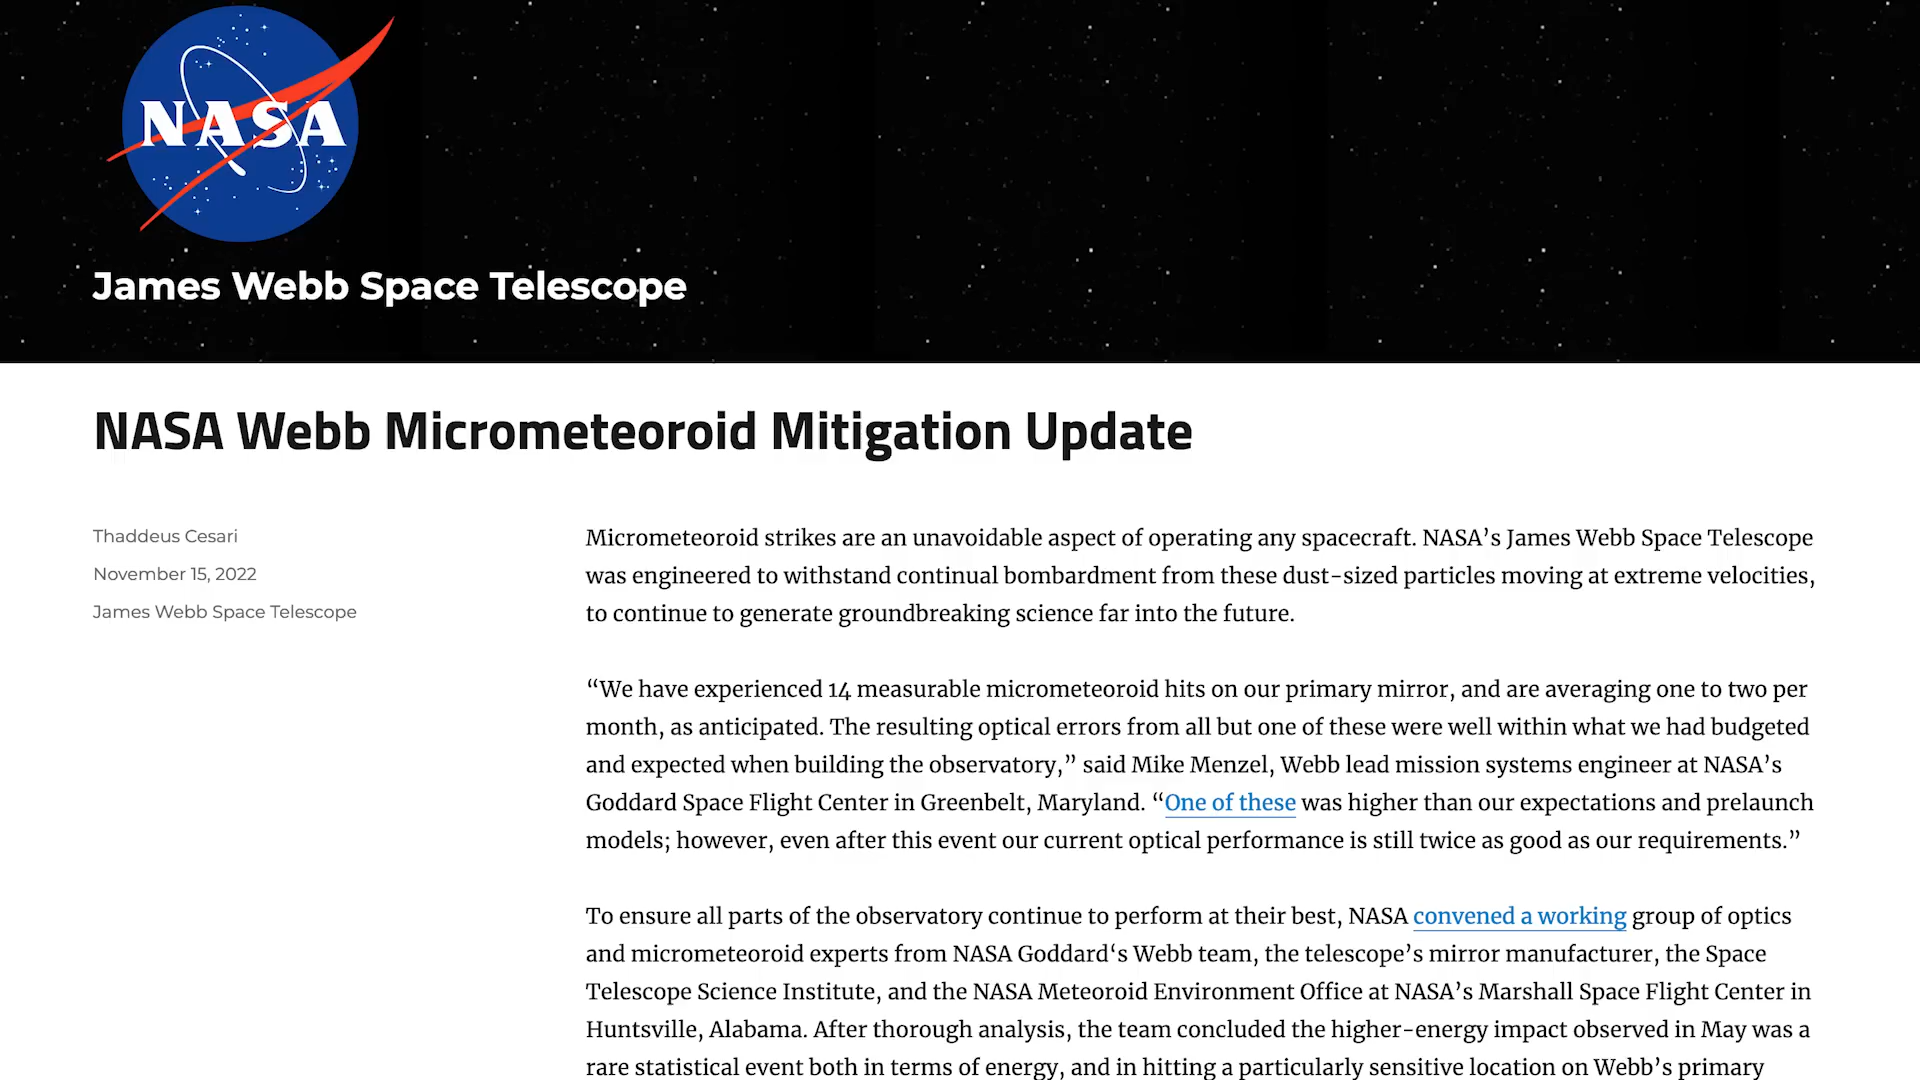 NASA
James Webb Space Telescope
NASA Webb Micrometeoroid Mitigation Update
Thaddeus Cesari
November 15, 2022
James Webb Space Telescope
Micrometeoroid strikes are an unavoidable aspect of operating any spacecraft. NASA’s James Webb Space Telescope
was engineered to withstand continual bombardment from these dust-sized particles moving at extreme velocities,
to continue to generate groundbreaking science far into the future.
“We have experienced 14 measurable micrometeoroid hits on our primary mirror, and are averaging one to two per
month, as anticipated. The resulting optical errors from all but one of these were well within what we had budgeted
and expected when building the observatory,” said Mike Menzel, Webb lead mission systems engineer at NASA’s
Goddard Space Flight Center in Greenbelt, Maryland. “One of these was higher than our expectations and prelaunch
models; however, even after this event our current optical performance is still twice as good as our requirements.”
To ensure all parts of the observatory continue to perform at their best, NASA convened a working group of optics
and micrometeoroid experts from NASA Goddard‘s Webb team, the telescope’s mirror manufacturer, the Space
Telescope Science Institute, and the NASA Meteoroid Environment Office at NASA’s Marshall Space Flight Center in
Huntsville, Alabama. After thorough analysis, the team concluded the higher-energy impact observed in May was a
rare statistical event both in terms of energy, and in hitting a particularly sensitive location on Webb’s primary